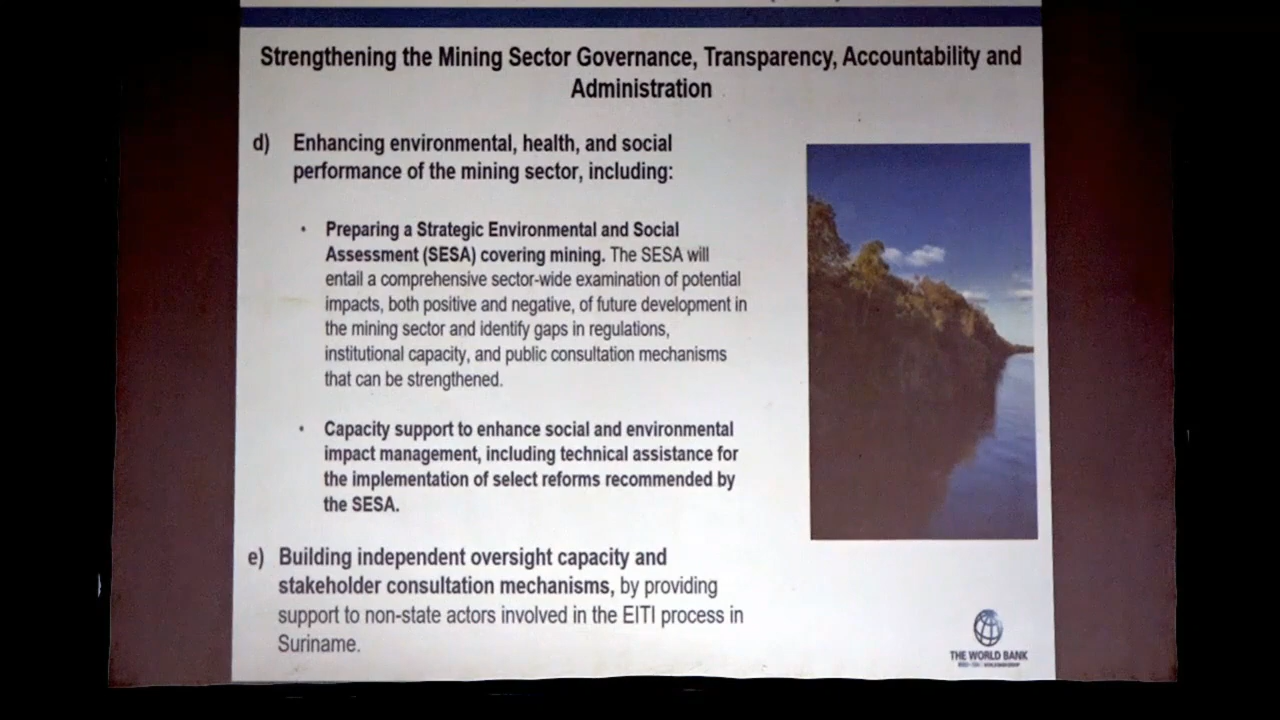 Strengthening the Mining Sector Governance, Transparency, Accountability and
Administration
d) Enhancing environmental, health, and social
performance of the mining sector, including:
• Preparing a Strategic Environmental and Social
Assessment (SESA) covering mining. The SESA will
entail a comprehensive sector-wide examination of potential
impacts, both positive and negative, of future development in
the mining sector and identify gaps in regulations,
institutional capacity, and public consultation mechanisms
that can be strengthened.
• Capacity support to enhance social and environmental
impact management, including technical assistance for
the implementation of select reforms recommended by
the SESA.
e) Building independent oversight capacity and
stakeholder consultation mechanisms, by providing
support to non-state actors involved in the EITI process in
Suriname.
THE WORLD BANK